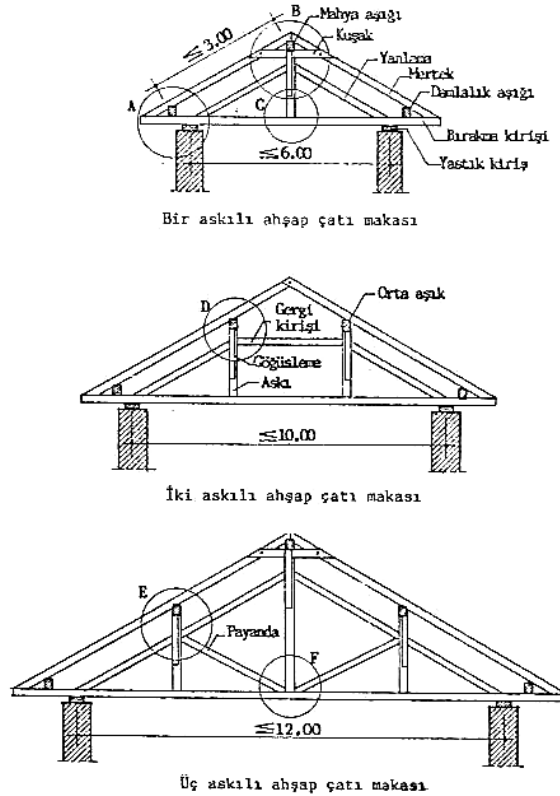 B
Mahya aşığı
Kuşak
≤3.00
Yanlama
Mertek
Damlalık aşığı
A
C
Bırakma kirişi
≤6.00
Yastık kiriş
Bir askılı ahşap çatı makası
D
Orta aşık
Gergi
kirişi
Göğüsleme
Askı
≤10.00
İki askılı ahşap çatı makası
E
Payanda
F
≤12.00
Üç askılı ahşap çatı makası